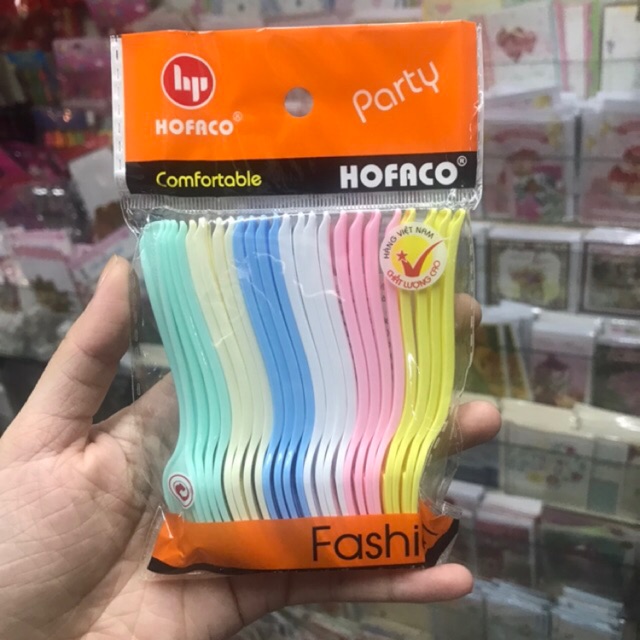 hp
HOFACO®
Party
Comfortable
HOFACO®
HÀNG VIỆT NAM
CHẤT LƯỢNG CAO
Fashi